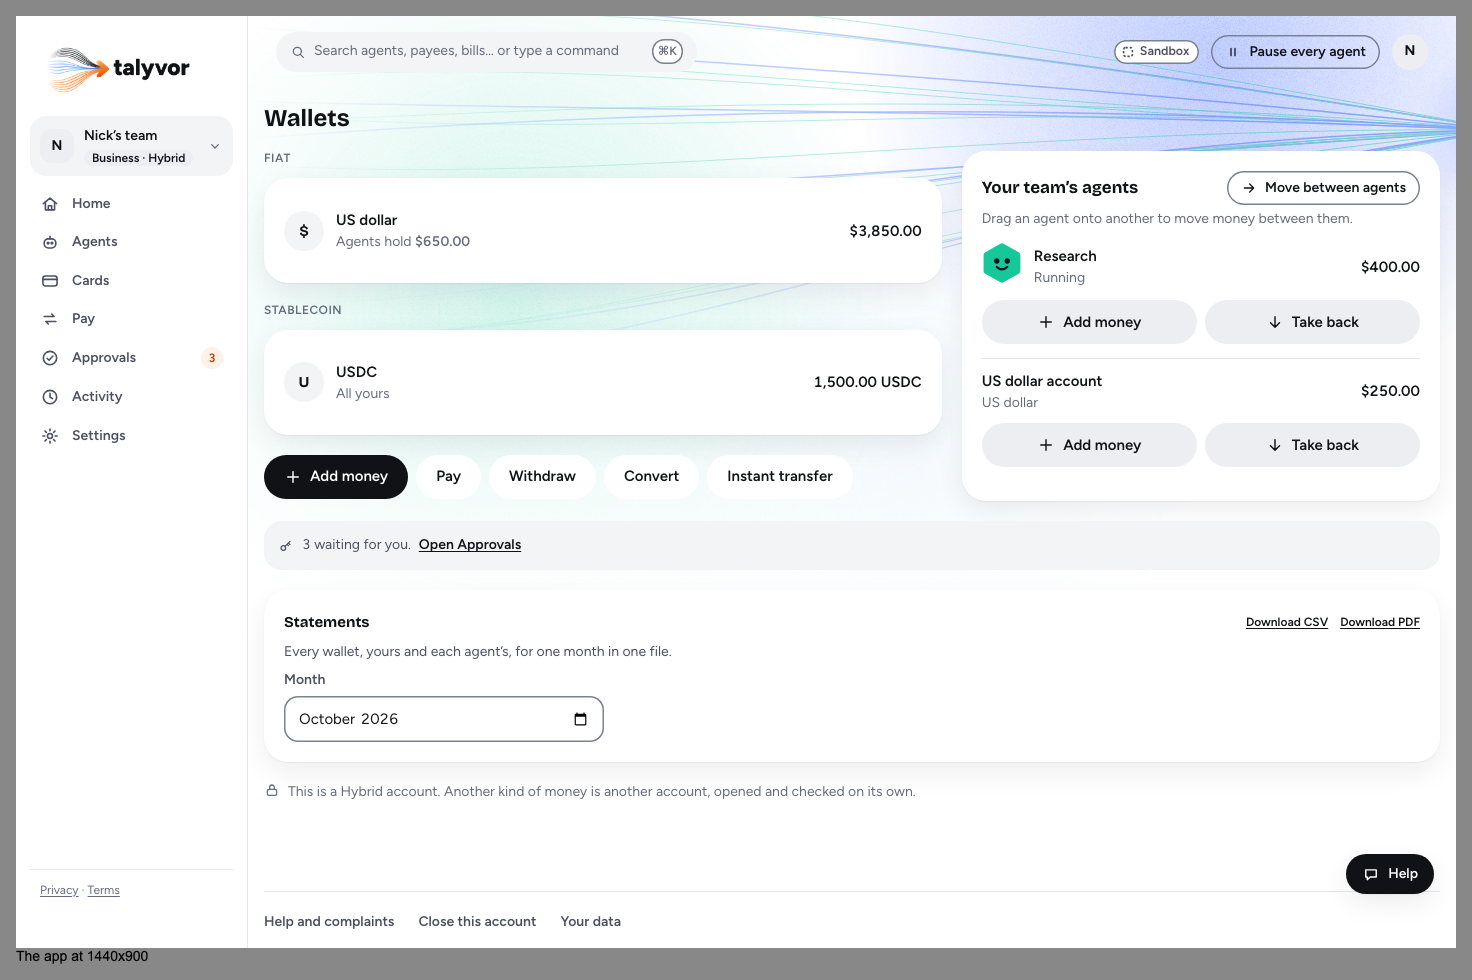 talyvor
N
Nick's team
Business · Hybrid
Home
Agents
Cards
Pay
Approvals
3
Activity
Settings
Privacy · Terms
Search agents, payees, bills... or type a command
⌘K
Sandbox
Pause every agent
N
Wallets
FIAT
$
US dollar
Agents hold $650.00
$3,850.00
STABLECOIN
U
USDC
All yours
1,500.00 USDC
Add money
Pay
Withdraw
Convert
Instant transfer
Your team's agents
Move between agents
Drag an agent onto another to move money between them.
Research
Running
$400.00
Add money
Take back
US dollar account
US dollar
$250.00
Add money
Take back
3 waiting for you. Open Approvals
Statements
Download CSV
Download PDF
Every wallet, yours and each agent's, for one month in one file.
Month
October 2026
This is a Hybrid account. Another kind of money is another account, opened and checked on its own.
Help
Help and complaints
Close this account
Your data
The app at 1440x900